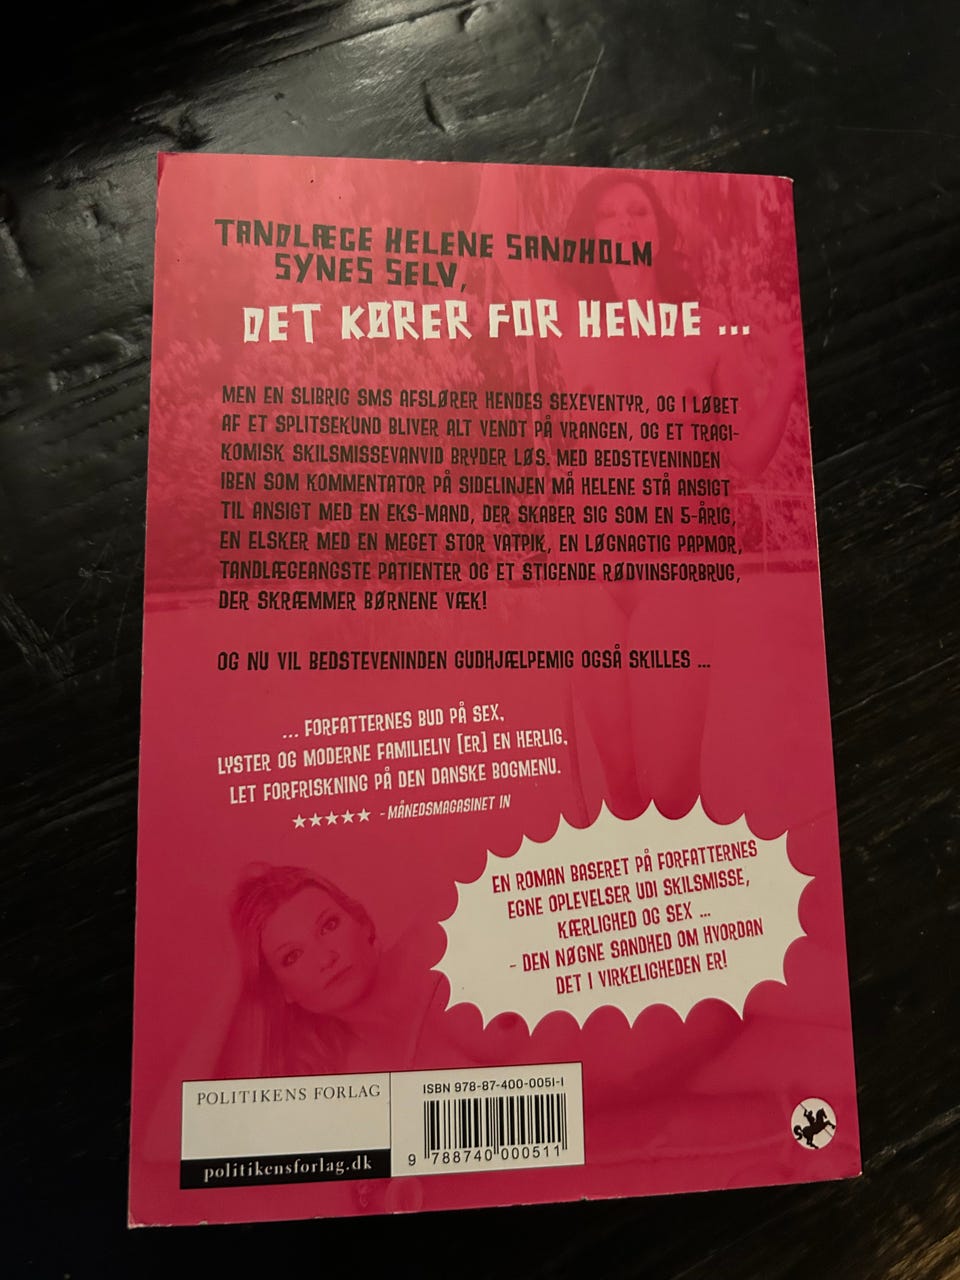 TANDLÆGE HELENE SANDHOLM
SYNES SELV,
DET KØRER FOR HENDE ...
MEN EN SLIBRIG SMS AFSLØRER HENDES SEXEVENTYR, OG I LØBET
AF ET SPLITSEKUND BLIVER ALT VENDT PÅ VRANGEN, OG ET TRAGI-
KOMISK SKILSMISSEVANVID BRYDER LØS. MED BEDSTEVENINDEN
IBEN SOM KOMMENTATOR PÅ SIDELINJEN MÅ HELENE STÅ ANSIGT
TIL ANSIGT MED EN EKS-MAND, DER SKABER SIG SOM EN 5-ÅRIG,
EN ELSKER MED EN MEGET STOR VATPIK, EN LØGNAGTIG PAPMOR,
TANDLÆGEANGSTE PATIENTER OG ET STIGENDE RØDVINSFORBRUG,
DER SKRÆMMER BØRNENE VÆK!
OG NU VIL BEDSTEVENINDEN GUDHJÆLPEMIG OGSÅ SKILLES ...
... FORFATTERNES BUD PÅ SEX,
LYSTER OG MODERNE FAMILIELIV [ER] EN HERLIG,
LET FORFRISKNING PÅ DEN DANSKE BOGMENU.
★★★★★ - MÅNEDSMAGASINET IN
EN ROMAN BASERET PÅ FORFATTERNES
EGNE OPLEVELSER UDI SKILSMISSE,
KÆRLIGHED OG SEX ...
- DEN NØGNE SANDHED OM HVORDAN
DET I VIRKELIGHEDEN ER!
POLITIKENS FORLAG
politikensforlag.dk
ISBN 978-87-400-0051-1
9 788740 000511